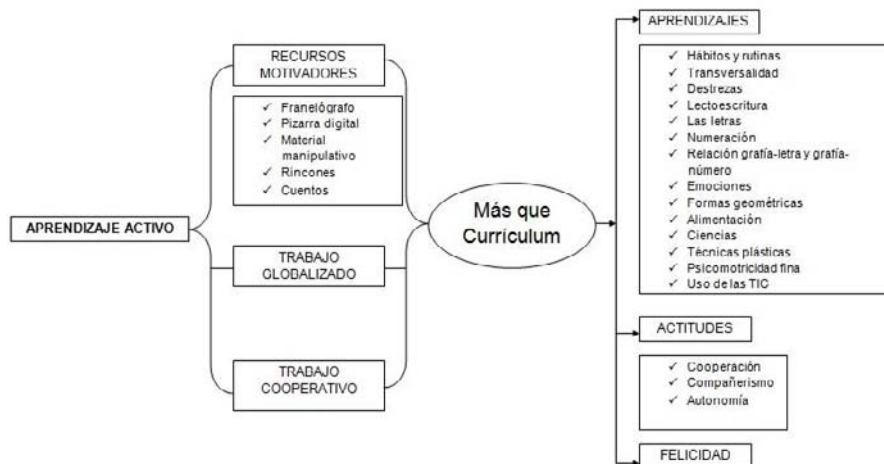 APRENDIZAJE ACTIVO
RECURSOS
MOTIVADORES
✓ Franelógrafo
✓ Pizarra digital
✓ Material
manipulativo
✓ Rincones
✓ Cuentos
TRABAJO
GLOBALIZADO
TRABAJO
COOPERATIVO
Más que
Currículum
APRENDIZAJES
✓ Hábitos y rutinas
✓ Transversalidad
✓ Destrezas
✓ Lectoescritura
✓ Las letras
✓ Numeración
✓ Relación grafía-letra y grafía-
número
✓ Emociones
✓ Formas geométricas
✓ Alimentación
✓ Ciencias
✓ Técnicas plásticas
✓ Psicomotricidad fina
✓ Uso de las TIC
ACTITUDES
✓ Cooperación
✓ Compañerismo
✓ Autonomía
FELICIDAD